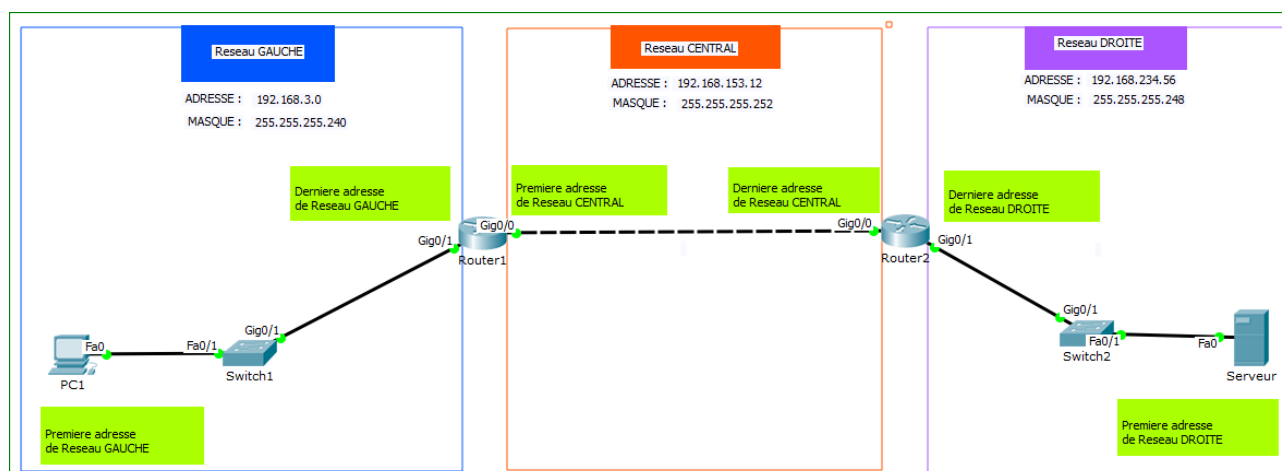 Reseau GAUCHE
ADRESSE : 192.168.3.0
MASQUE : 255.255.255.240
Reseau CENTRAL
ADRESSE : 192.168.153.12
MASQUE : 255.255.255.252
Reseau DROITE
ADRESSE : 192.168.234.56
MASQUE : 255.255.255.248
Derniere adresse
de Reseau GAUCHE
Premiere adresse
de Reseau CENTRAL
Derniere adresse
de Reseau CENTRAL
Derniere adresse
de Reseau DROITE
Gig0/1
Gig0/0
Router1
Gig0/0
Gig0/1
Router2
Fa0
PC1
Fa0/1
Gig0/1
Switch1
Gig0/1
Fa0/1
Switch2
Fa0
Serveur
Premiere adresse
de Reseau GAUCHE
Premiere adresse
de Reseau DROITE